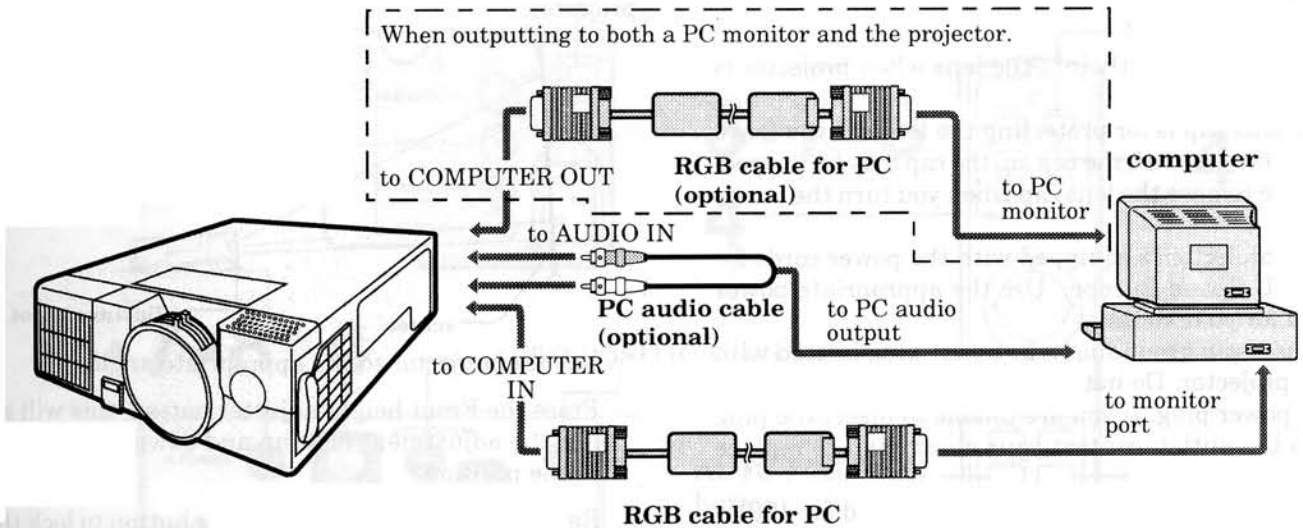 When outputting to both a PC monitor and the projector.
RGB cable for PC
(optional)
computer
to COMPUTER OUT
to PC
monitor
to AUDIO IN
PC audio cable
(optional)
to PC audio
output
to COMPUTER
IN
to monitor
port
RGB cable for PC